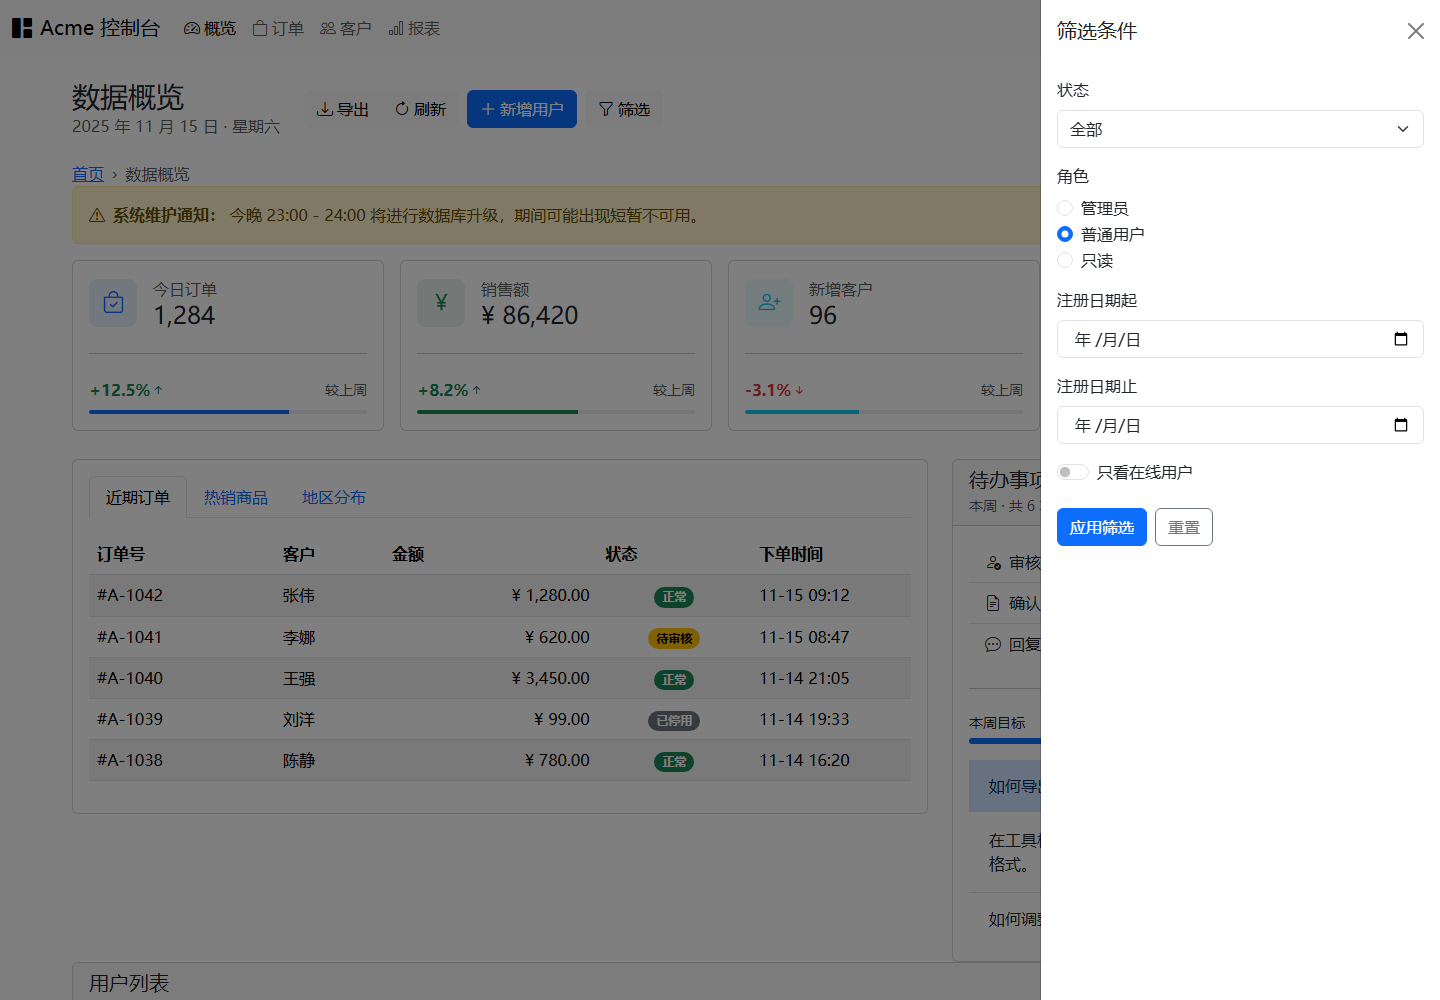 Acme 控制台 概览 订单 客户 报表
数据概览
2025 年 11 月 15 日 · 星期六
导出 刷新 新增用户 筛选
首页 › 数据概览
系统维护通知： 今晚 23:00 - 24:00 将进行数据库升级，期间可能出现短暂不可用。
今日订单
1,284
+12.5% ↑ 较上周
¥
销售额
¥ 86,420
+8.2% ↑ 较上周
新增客户
96
-3.1% ↓ 较上周
近期订单 热销商品 地区分布
订单号 客户 金额 状态 下单时间
#A-1042 张伟 ¥ 1,280.00 正常 11-15 09:12
#A-1041 李娜 ¥ 620.00 待审核 11-15 08:47
#A-1040 王强 ¥ 3,450.00 正常 11-14 21:05
#A-1039 刘洋 ¥ 99.00 已停用 11-14 19:33
#A-1038 陈静 ¥ 780.00 正常 11-14 16:20
待办事项
本周 · 共 6
审核
确认
回复
本周目标
如何导出
在工具
格式。
如何调
用户列表
筛选条件
状态
全部
角色
管理员
普通用户
只读
注册日期起
年 /月/日
注册日期止
年 /月/日
只看在线用户
应用筛选 重置